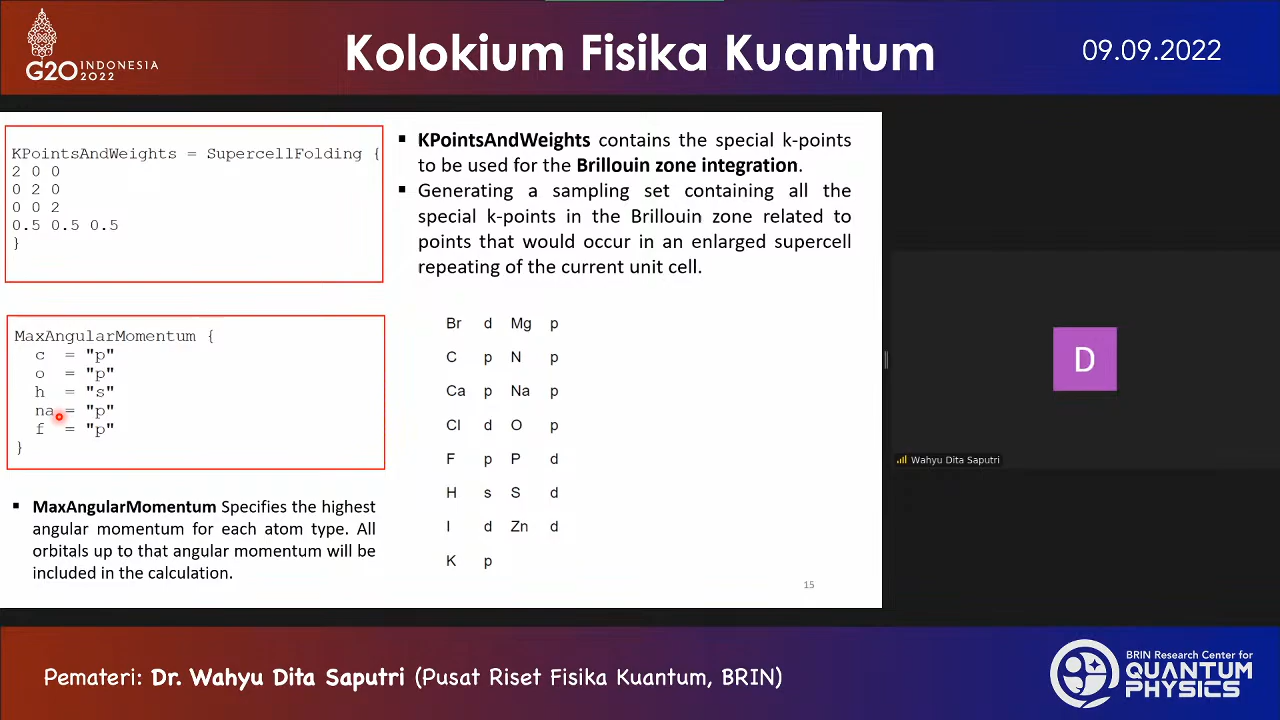 G20 INDONESIA 2022
Kolokium Fisika Kuantum
09.09.2022
KPointsAndWeights = SupercellFolding {
2 0 0
0 2 0
0 0 2
0.5 0.5 0.5
}
▪ KPointsAndWeights contains the special k-points
to be used for the Brillouin zone integration.
▪ Generating a sampling set containing all the
special k-points in the Brillouin zone related to
points that would occur in an enlarged supercell
repeating of the current unit cell.
MaxAngularMomentum {
c = "p"
o = "p"
h = "s"
na = "p"
f = "p"
}
▪ MaxAngularMomentum Specifies the highest
angular momentum for each atom type. All
orbitals up to that angular momentum will be
included in the calculation.
Br d Mg p
C p N p
Ca p Na p
Cl d O p
F p P d
H s S d
I d Zn d
K p
15
D
Wahyu Dita Saputri
Pemateri: Dr. Wahyu Dita Saputri (Pusat Riset Fisika Kuantum, BRIN)
BRIN Research Center for
QUANTUM
PHYSICS